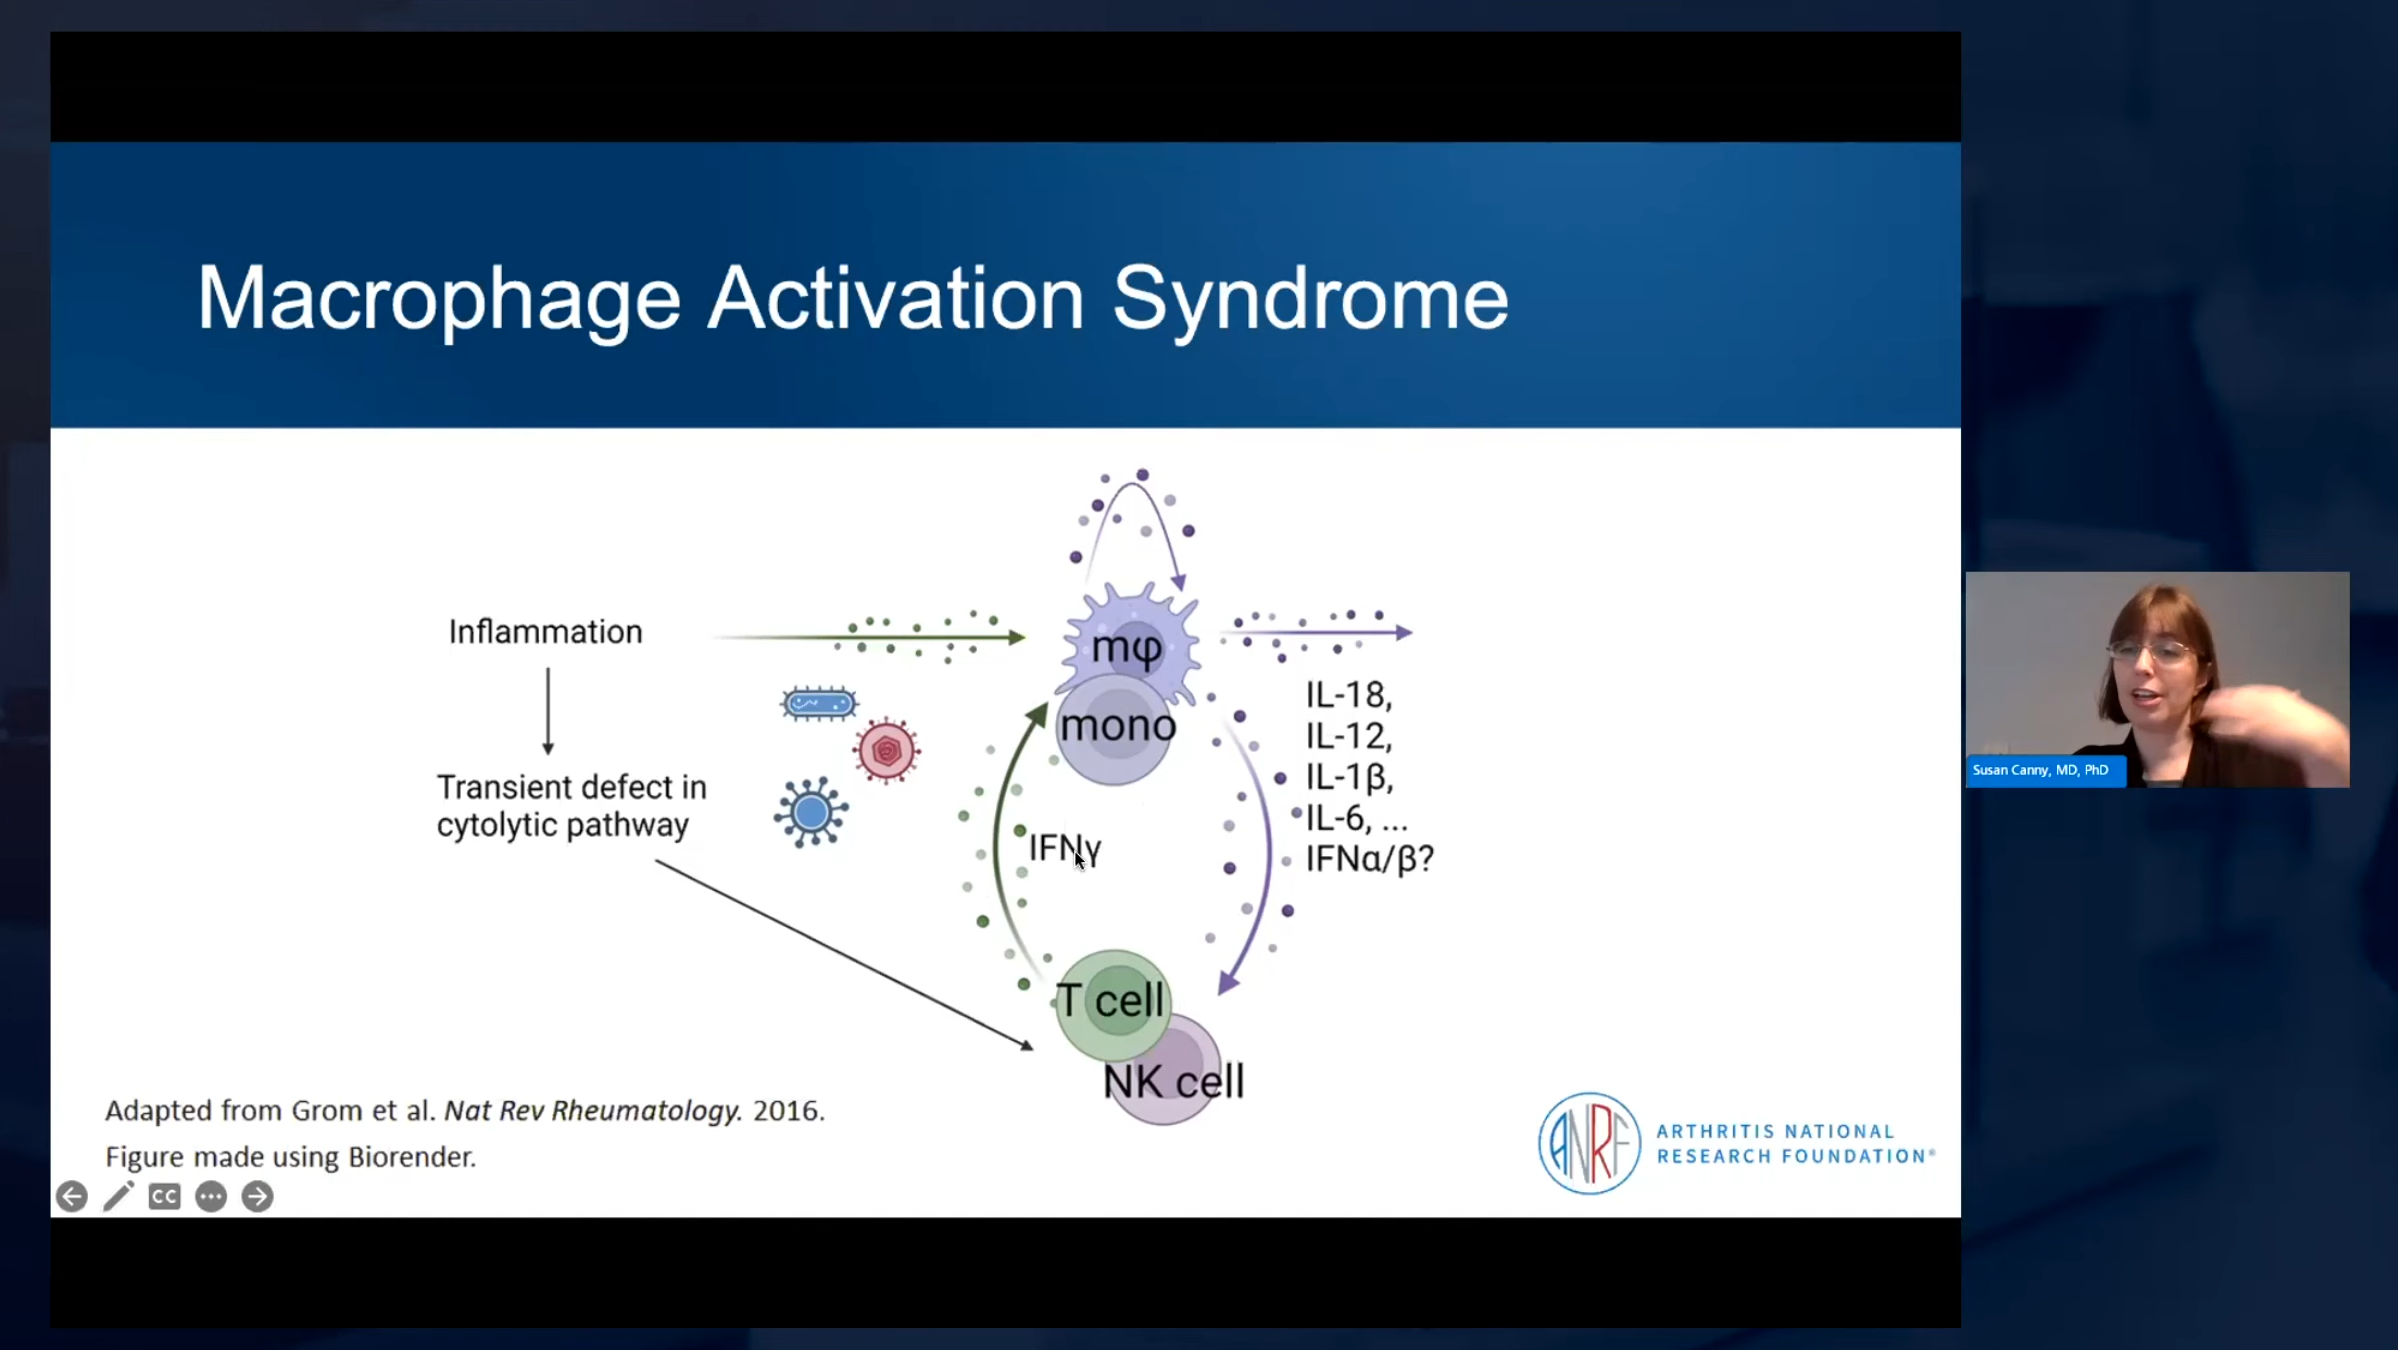 Macrophage Activation Syndrome
Inflammation
Transient defect in
cytolytic pathway
mφ
mono
IFNγ
IL-18,
IL-12,
IL-1β,
IL-6, ...
IFNα/β?
T cell
NK cell
Adapted from Grom et al. Nat Rev Rheumatology. 2016.
Figure made using Biorender.
CC
ANRF
ARTHRITIS NATIONAL
RESEARCH FOUNDATION®
Susan Canny, MD, PhD